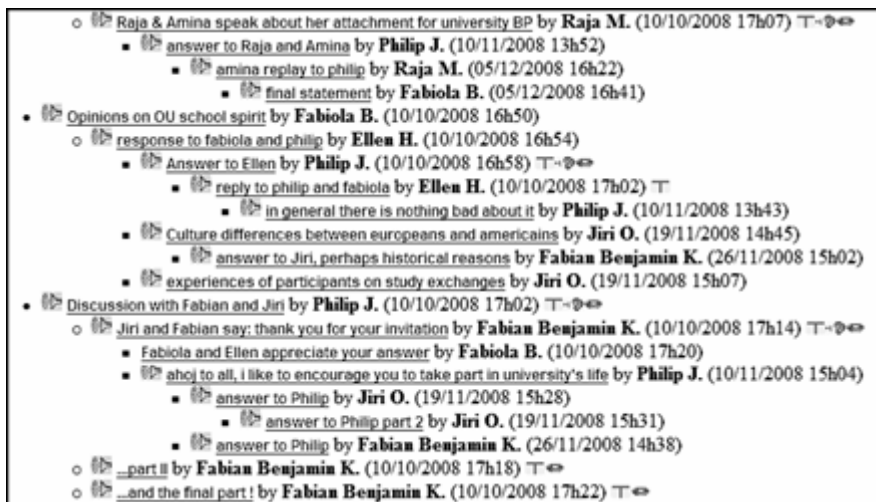 Raja & Amina speak about her attachment for university BP by Raja M. (10/10/2008 17h07)
answer to Raja and Amina by Philip J. (10/11/2008 13h52)
amina replay to philip by Raja M. (05/12/2008 16h22)
final statement by Fabiola B. (05/12/2008 16h41)
Opinions on OU school spirit by Fabiola B. (10/10/2008 16h50)
response to fabiola and philip by Ellen H. (10/10/2008 16h54)
Answer to Ellen by Philip J. (10/10/2008 16h58)
reply to philip and fabiola by Ellen H. (10/10/2008 17h02)
in general there is nothing bad about it by Philip J. (10/11/2008 13h43)
Culture differences between europeans and americains by Jiri O. (19/11/2008 14h45)
answer to Jiri, perhaps historical reasons by Fabian Benjamin K. (26/11/2008 15h02)
experiences of participants on study exchanges by Jiri O. (19/11/2008 15h07)
Discussion with Fabian and Jiri by Philip J. (10/10/2008 17h02)
Jiri and Fabian say: thank you for your invitation by Fabian Benjamin K. (10/10/2008 17h14)
Fabiola and Ellen appreciate your answer by Fabiola B. (10/10/2008 17h20)
ahoj to all, i like to encourage you to take part in university's life by Philip J. (10/11/2008 15h04)
answer to Philip by Jiri O. (19/11/2008 15h28)
answer to Philip part 2 by Jiri O. (19/11/2008 15h31)
answer to Philip by Fabian Benjamin K. (26/11/2008 14h38)
...part II by Fabian Benjamin K. (10/10/2008 17h18)
...and the final part ! by Fabian Benjamin K. (10/10/2008 17h22)